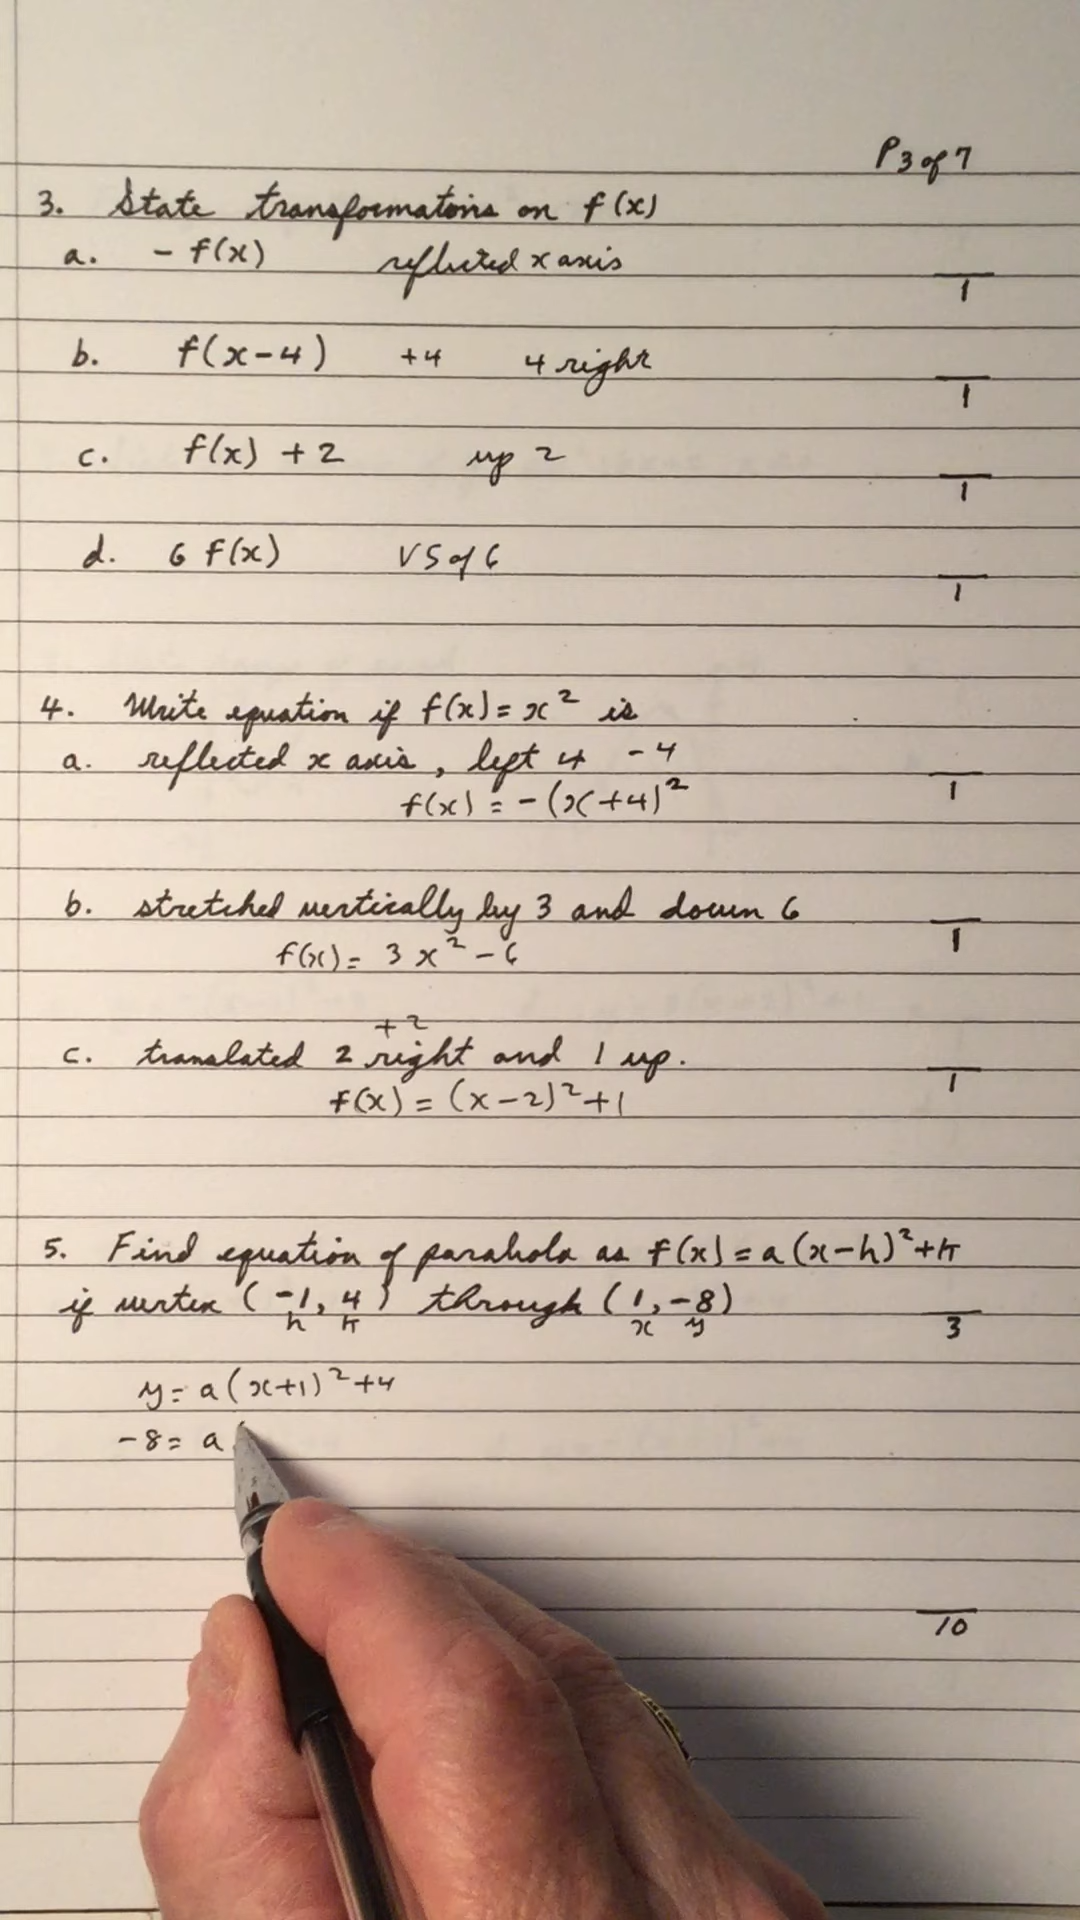 P3 of 7
3. State transformatoins on f(x)
a. -f(x) reflected x axis
1
b. f(x-4) +4 4 right
1
c. f(x) +2 up 2
1
d. 6 f(x) VS of 6
1
4. Write equation if f(x) = x² is
a. reflected x axis, left 4 -4
1
f(x) = -(x+4)²
b. stretched vertically by 3 and down 6
1
f(x) = 3x² - 6
+2
c. translated 2 right and 1 up.
1
f(x) = (x-2)²+1
5. Find equation of parabola as f(x) = a(x-h)²+k
if vertex (-1, 4) through (1, -8)
h k x y
3
y = a(x+1)²+4
-8 = a
10